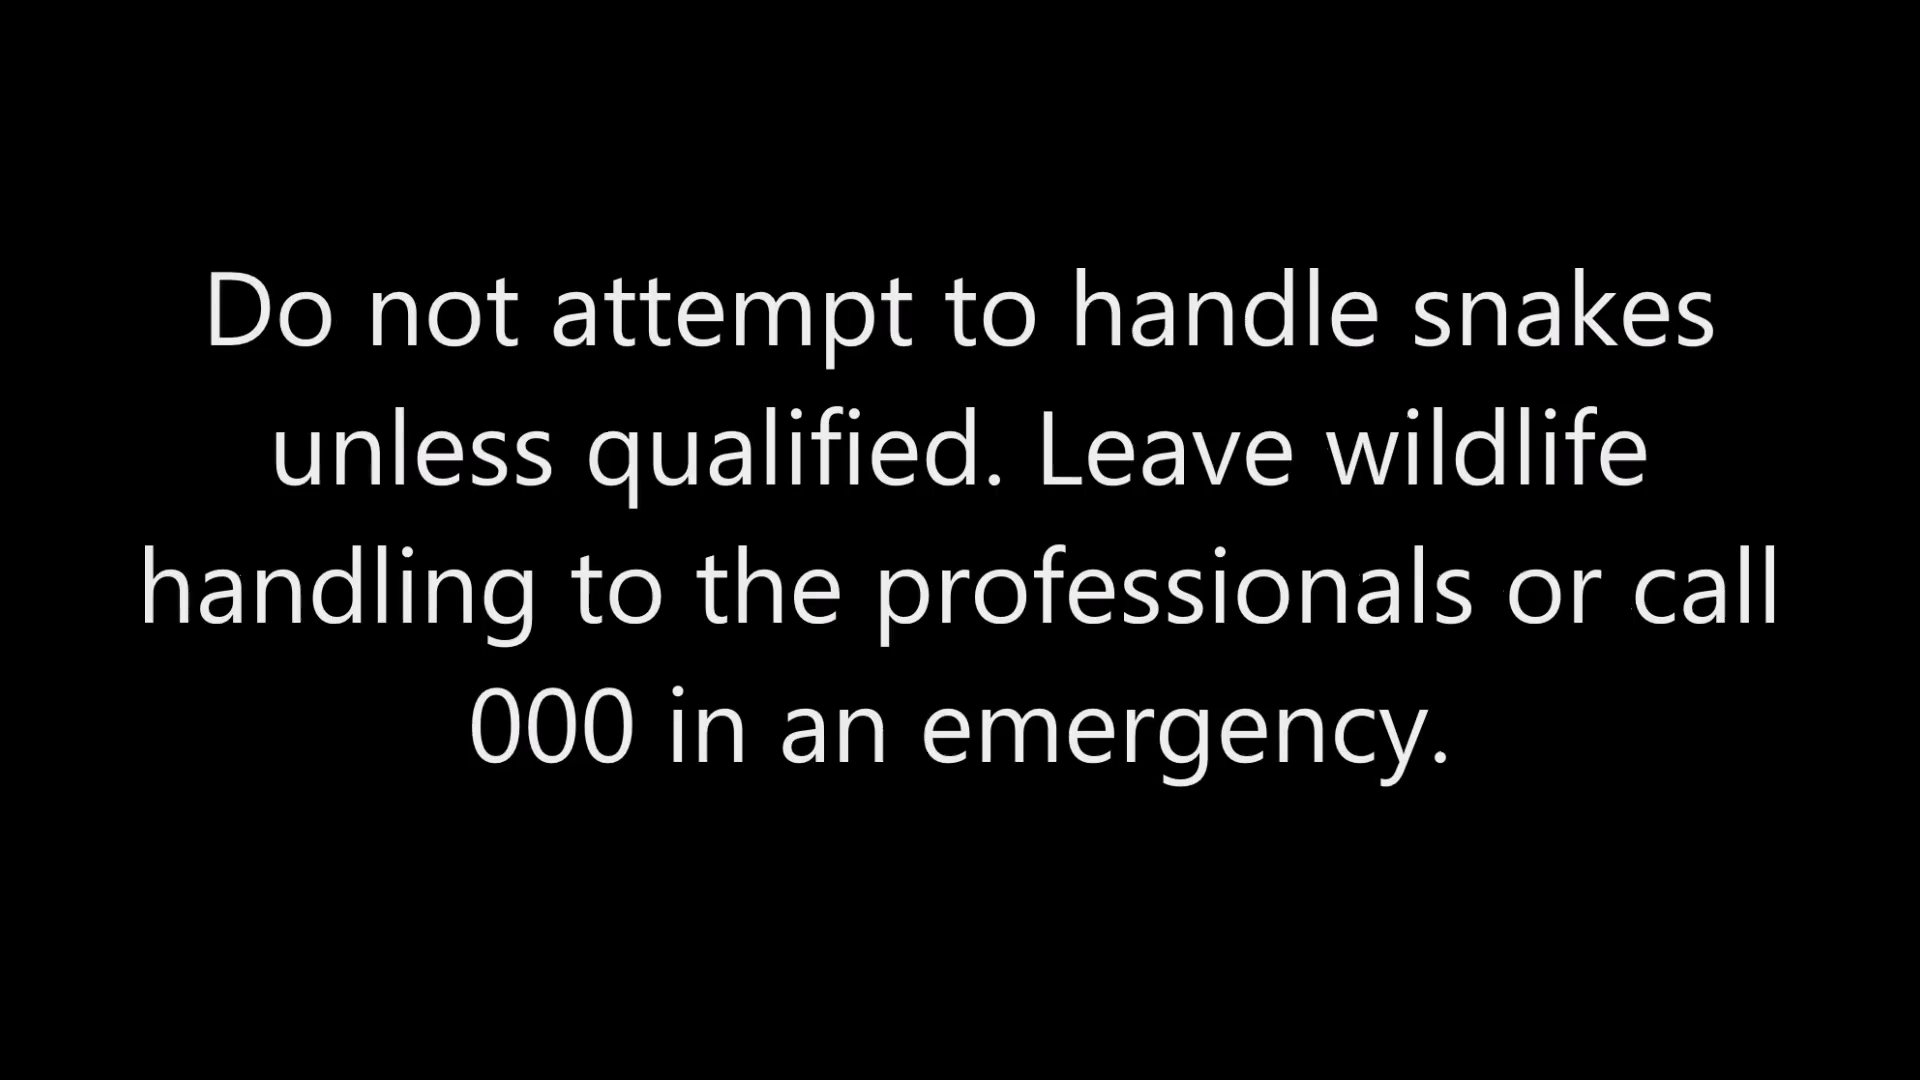 Do not attempt to handle snakes
unless qualified. Leave wildlife
handling to the professionals or call
000 in an emergency.